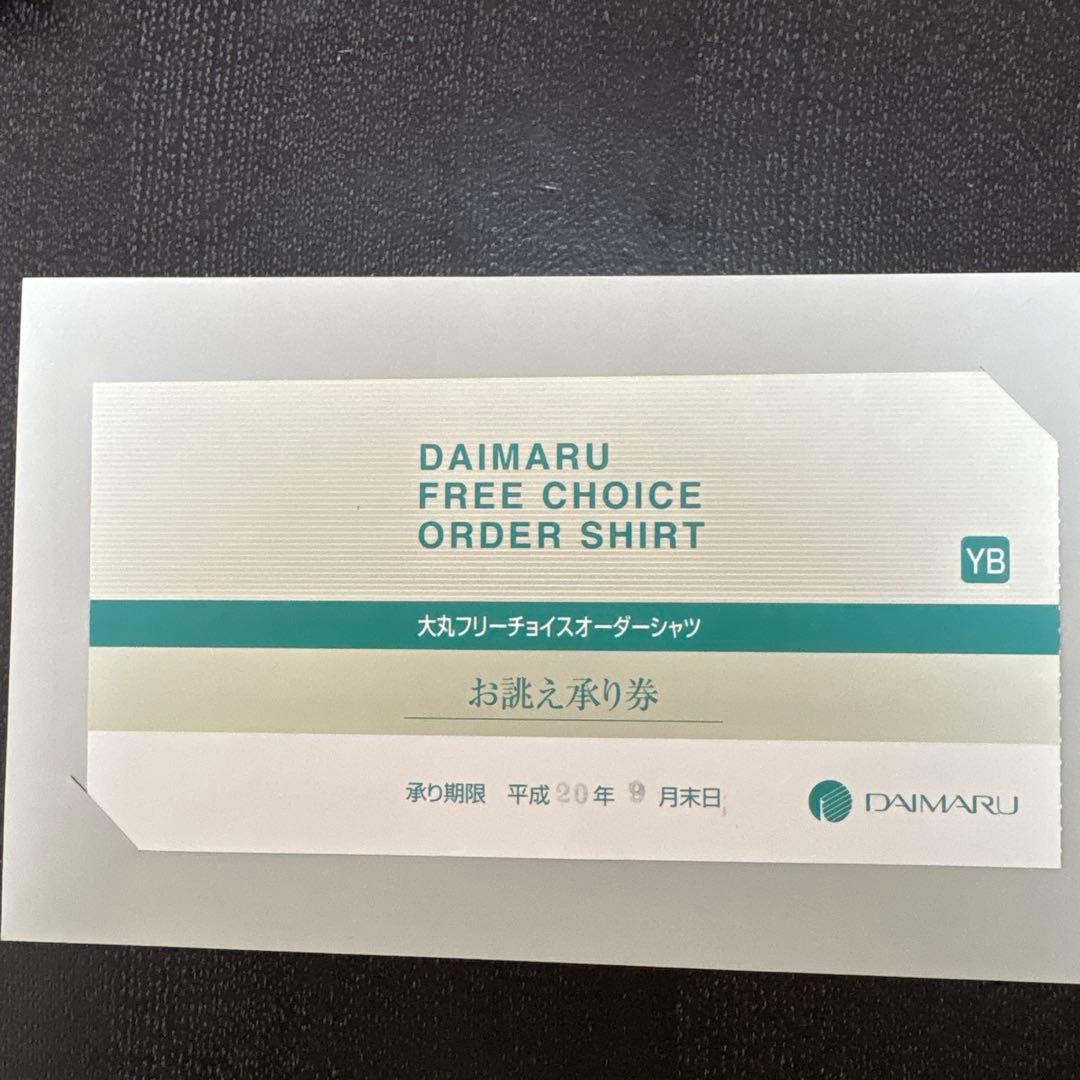 DAIMARU
FREE CHOICE
ORDER SHIRT
YB
大丸フリーチョイスオーダーシャツ
お誂え承り券
承り期限 平成20年 9月末日
DAIMARU